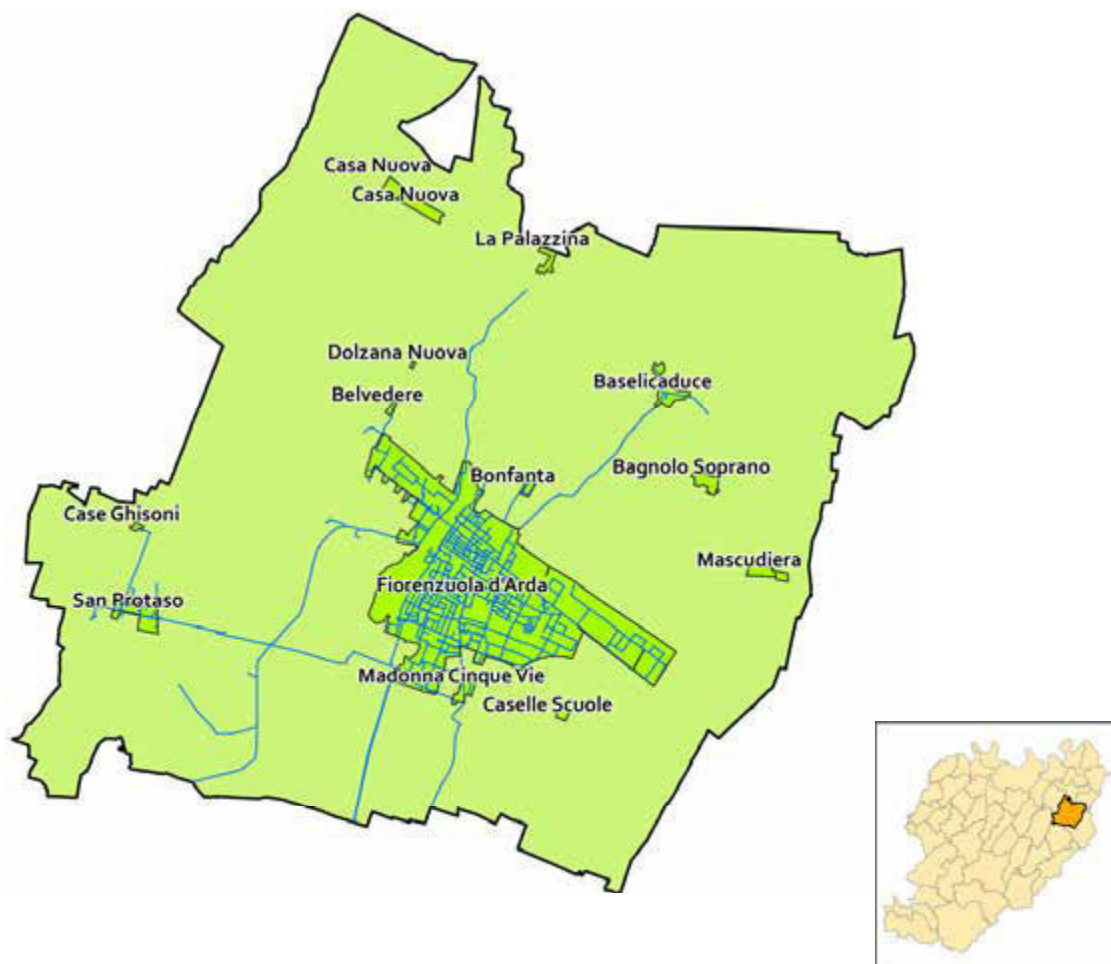 Casa Nuova
Casa Nuova
La Palazzina
Dolzana Nuova
Baselicaduce
Belvedere
Bagnolo Soprano
Bonfanta
Case Ghisoni
Mascudiera
Fiorenzuola d'Arda
San Protaso
Madonna Cinque Vie
Caselle Scuole